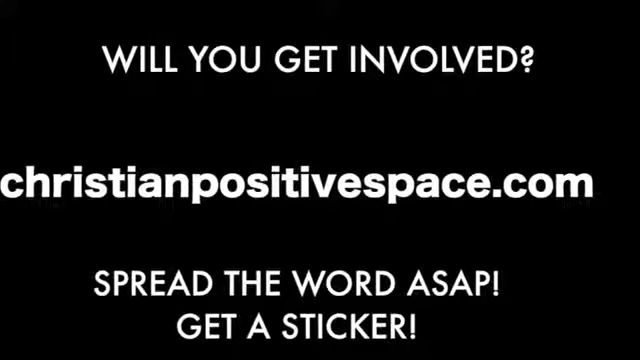 WILL YOU GET INVOLVED?
christianpositivespace.com
SPREAD THE WORD ASAP!
GET A STICKER!